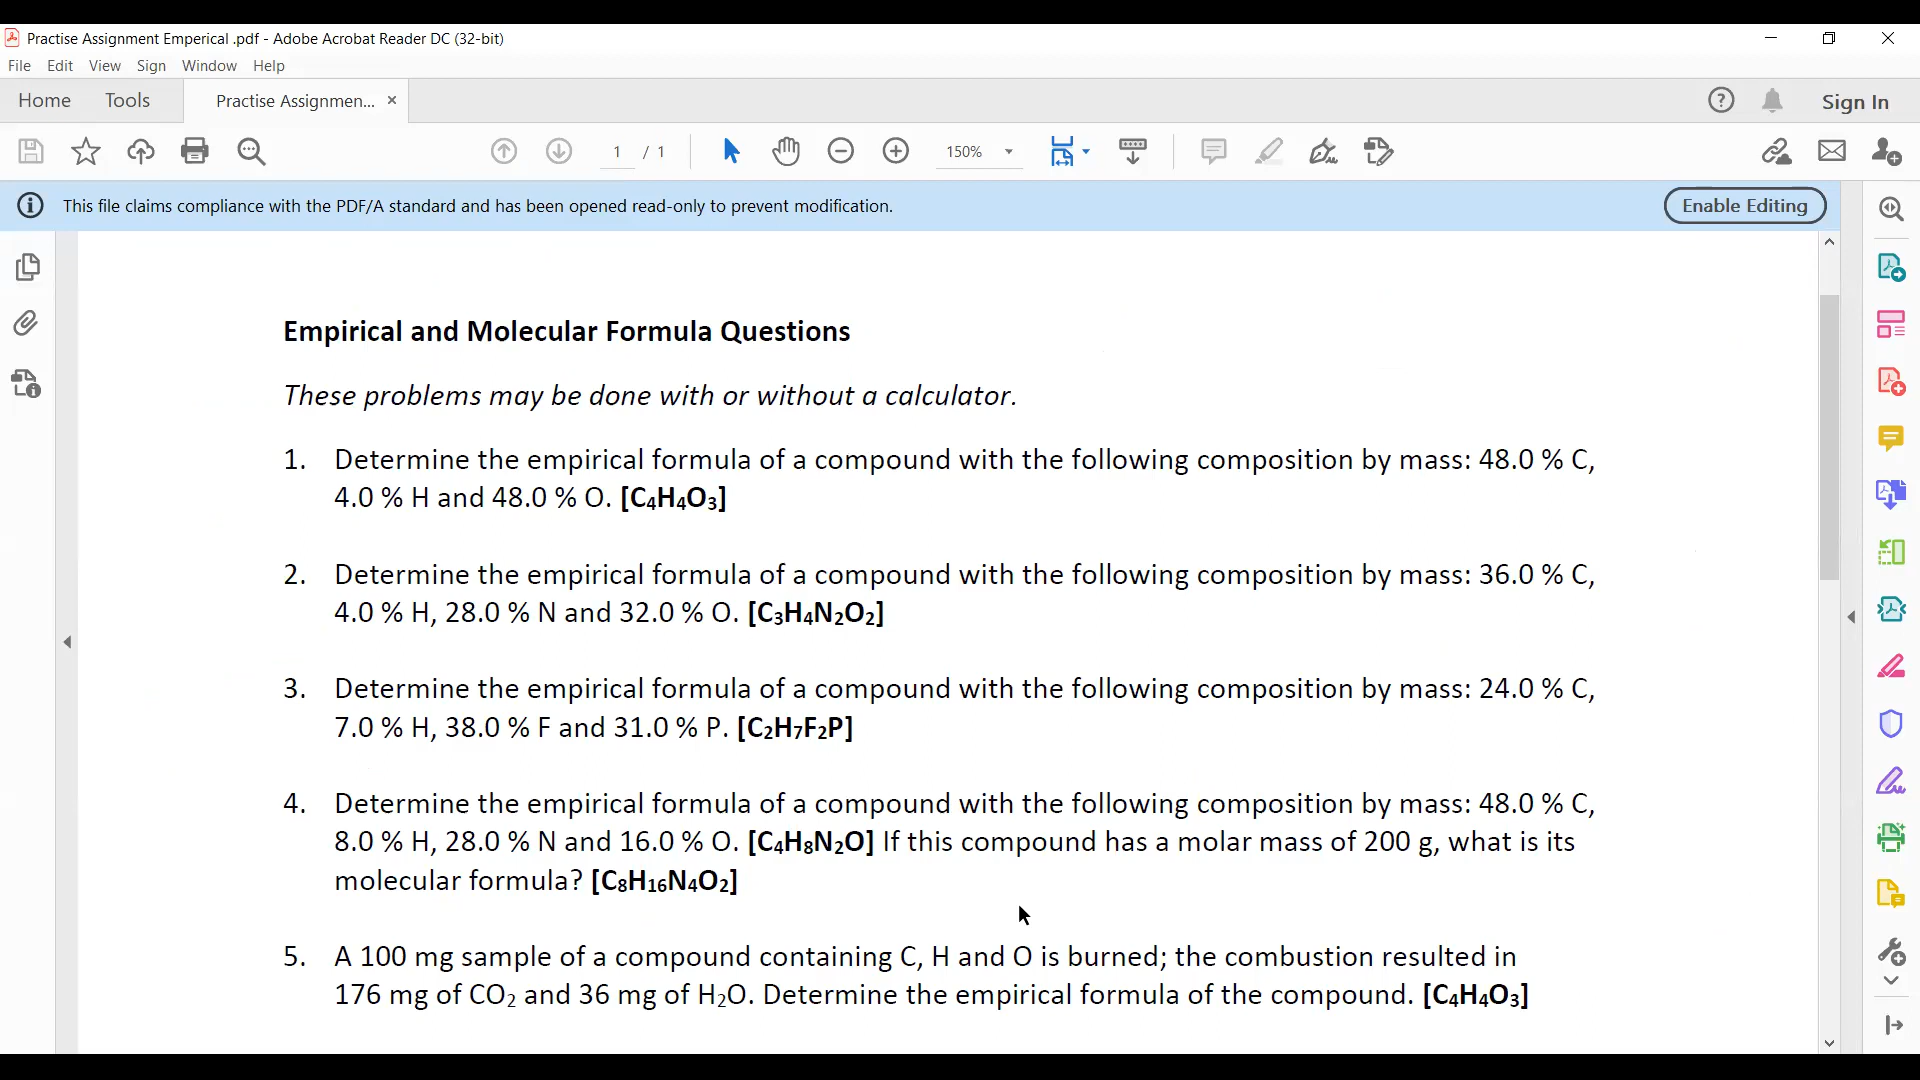 Practise Assignment Emperical .pdf - Adobe Acrobat Reader DC (32-bit)
File Edit View Sign Window Help
Home Tools Practise Assignmen... × Sign In
1 / 1 150%
This file claims compliance with the PDF/A standard and has been opened read-only to prevent modification. Enable Editing
Empirical and Molecular Formula Questions
These problems may be done with or without a calculator.
1. Determine the empirical formula of a compound with the following composition by mass: 48.0 % C,
4.0 % H and 48.0 % O. [C₄H₄O₃]
2. Determine the empirical formula of a compound with the following composition by mass: 36.0 % C,
4.0 % H, 28.0 % N and 32.0 % O. [C₃H₄N₂O₂]
3. Determine the empirical formula of a compound with the following composition by mass: 24.0 % C,
7.0 % H, 38.0 % F and 31.0 % P. [C₂H₇F₂P]
4. Determine the empirical formula of a compound with the following composition by mass: 48.0 % C,
8.0 % H, 28.0 % N and 16.0 % O. [C₄H₈N₂O] If this compound has a molar mass of 200 g, what is its
molecular formula? [C₈H₁₆N₄O₂]
5. A 100 mg sample of a compound containing C, H and O is burned; the combustion resulted in
176 mg of CO₂ and 36 mg of H₂O. Determine the empirical formula of the compound. [C₄H₄O₃]